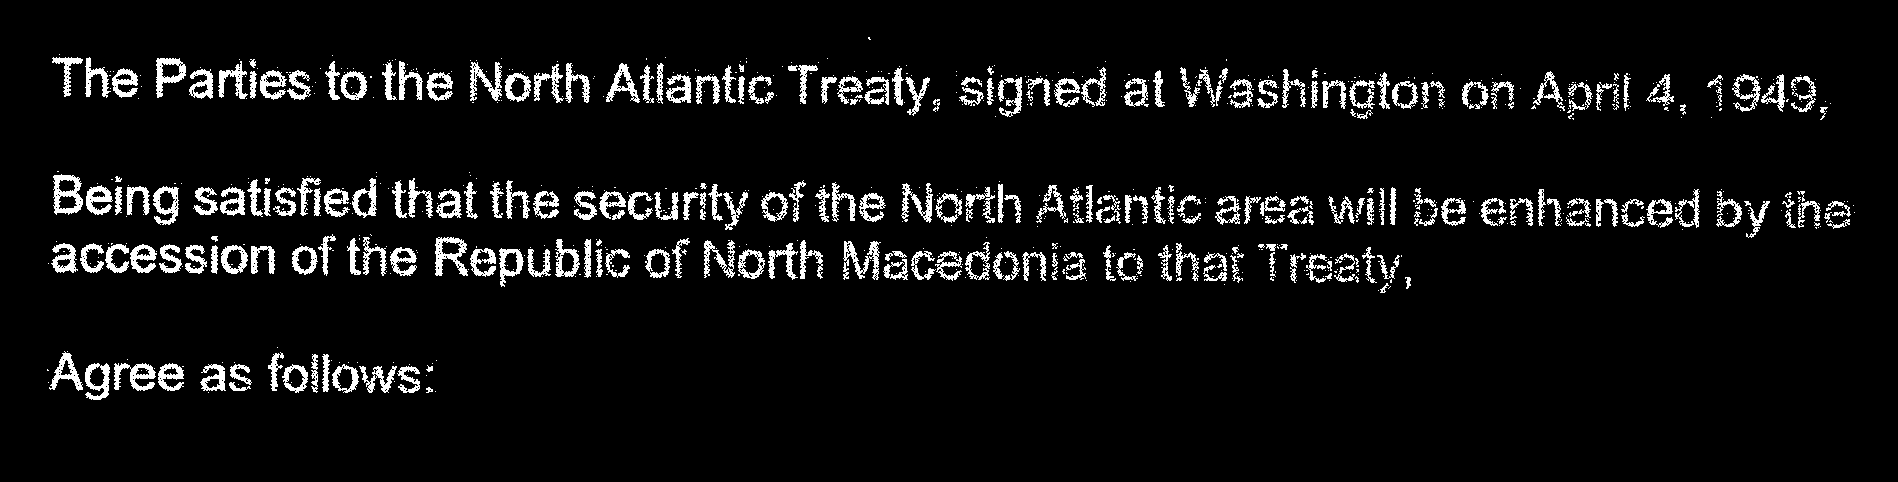 The Parties to the North Atlantic Treaty, signed at Washington on April 4, 1949,
Being satisfied that the security of the North Atlantic area will be enhanced by the
accession of the Republic of North Macedonia to that Treaty,
Agree as follows: